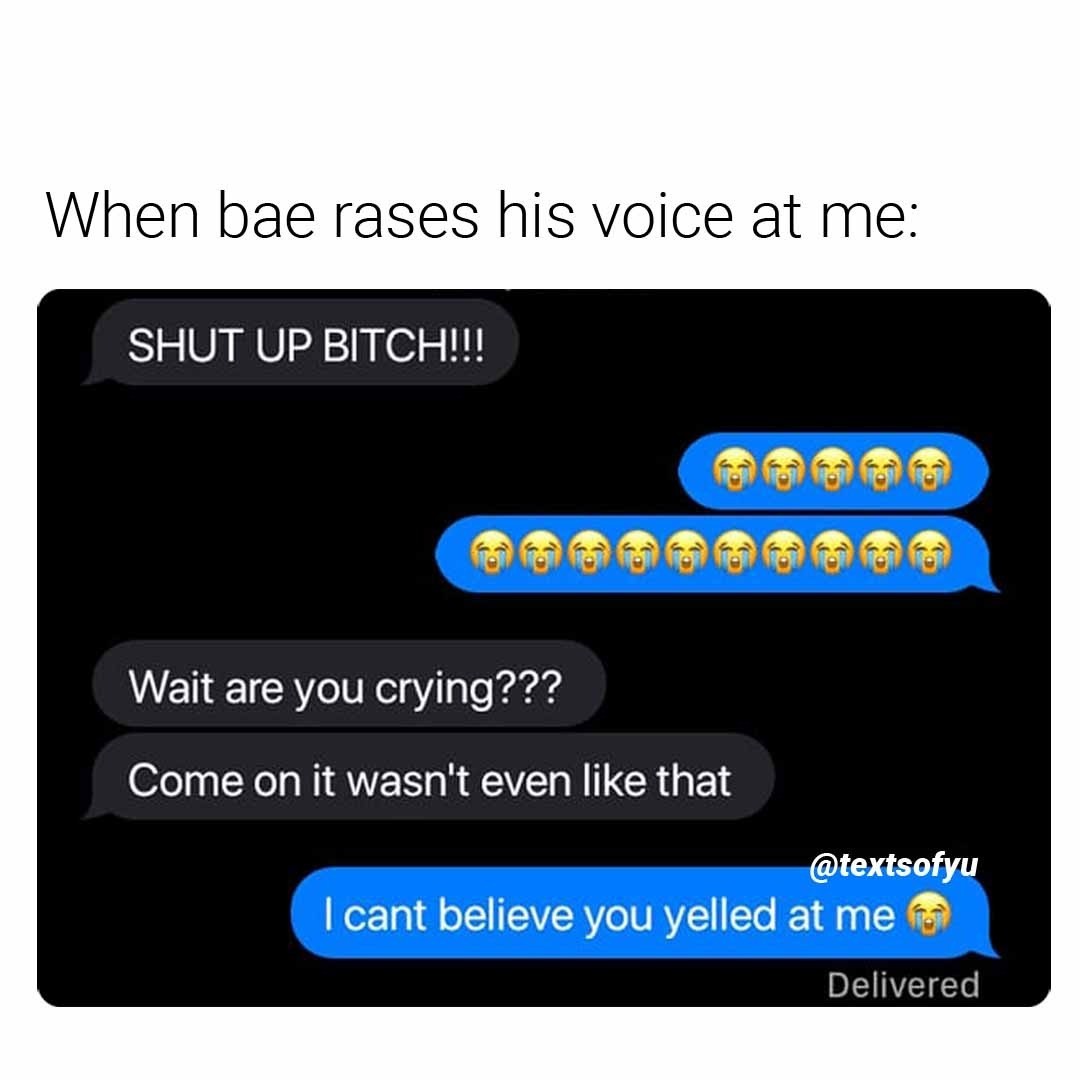 When bae rases his voice at me:
SHUT UP BITCH!!!
😭😭😭😭😭
😭😭😭😭😭😭😭😭😭😭
Wait are you crying???
Come on it wasn't even like that
@textsofyu
I cant believe you yelled at me 😭
Delivered